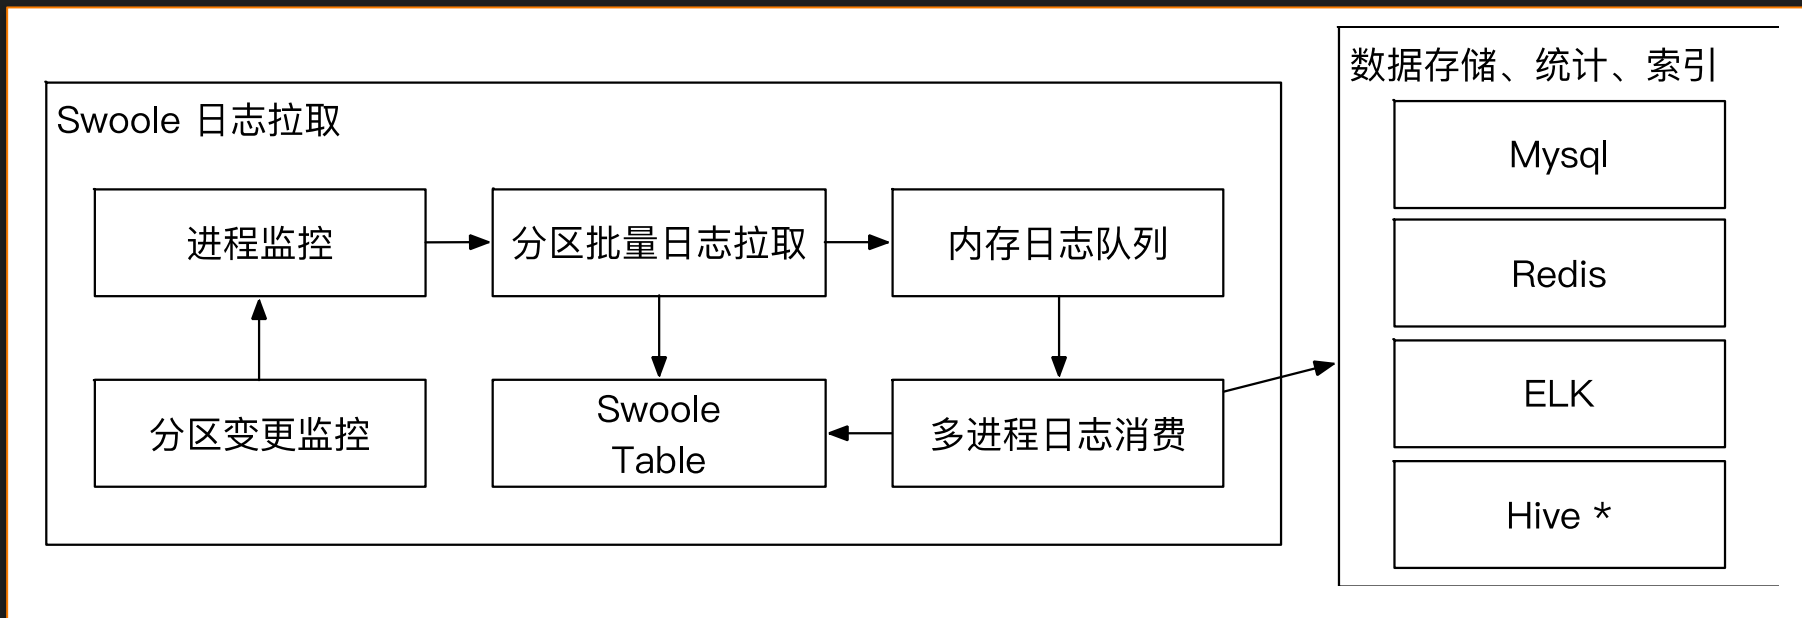 数据存储、统计、索引
Swoole 日志拉取
进程监控
分区批量日志拉取
内存日志队列
分区变更监控
Swoole
Table
多进程日志消费
Mysql
Redis
ELK
Hive *